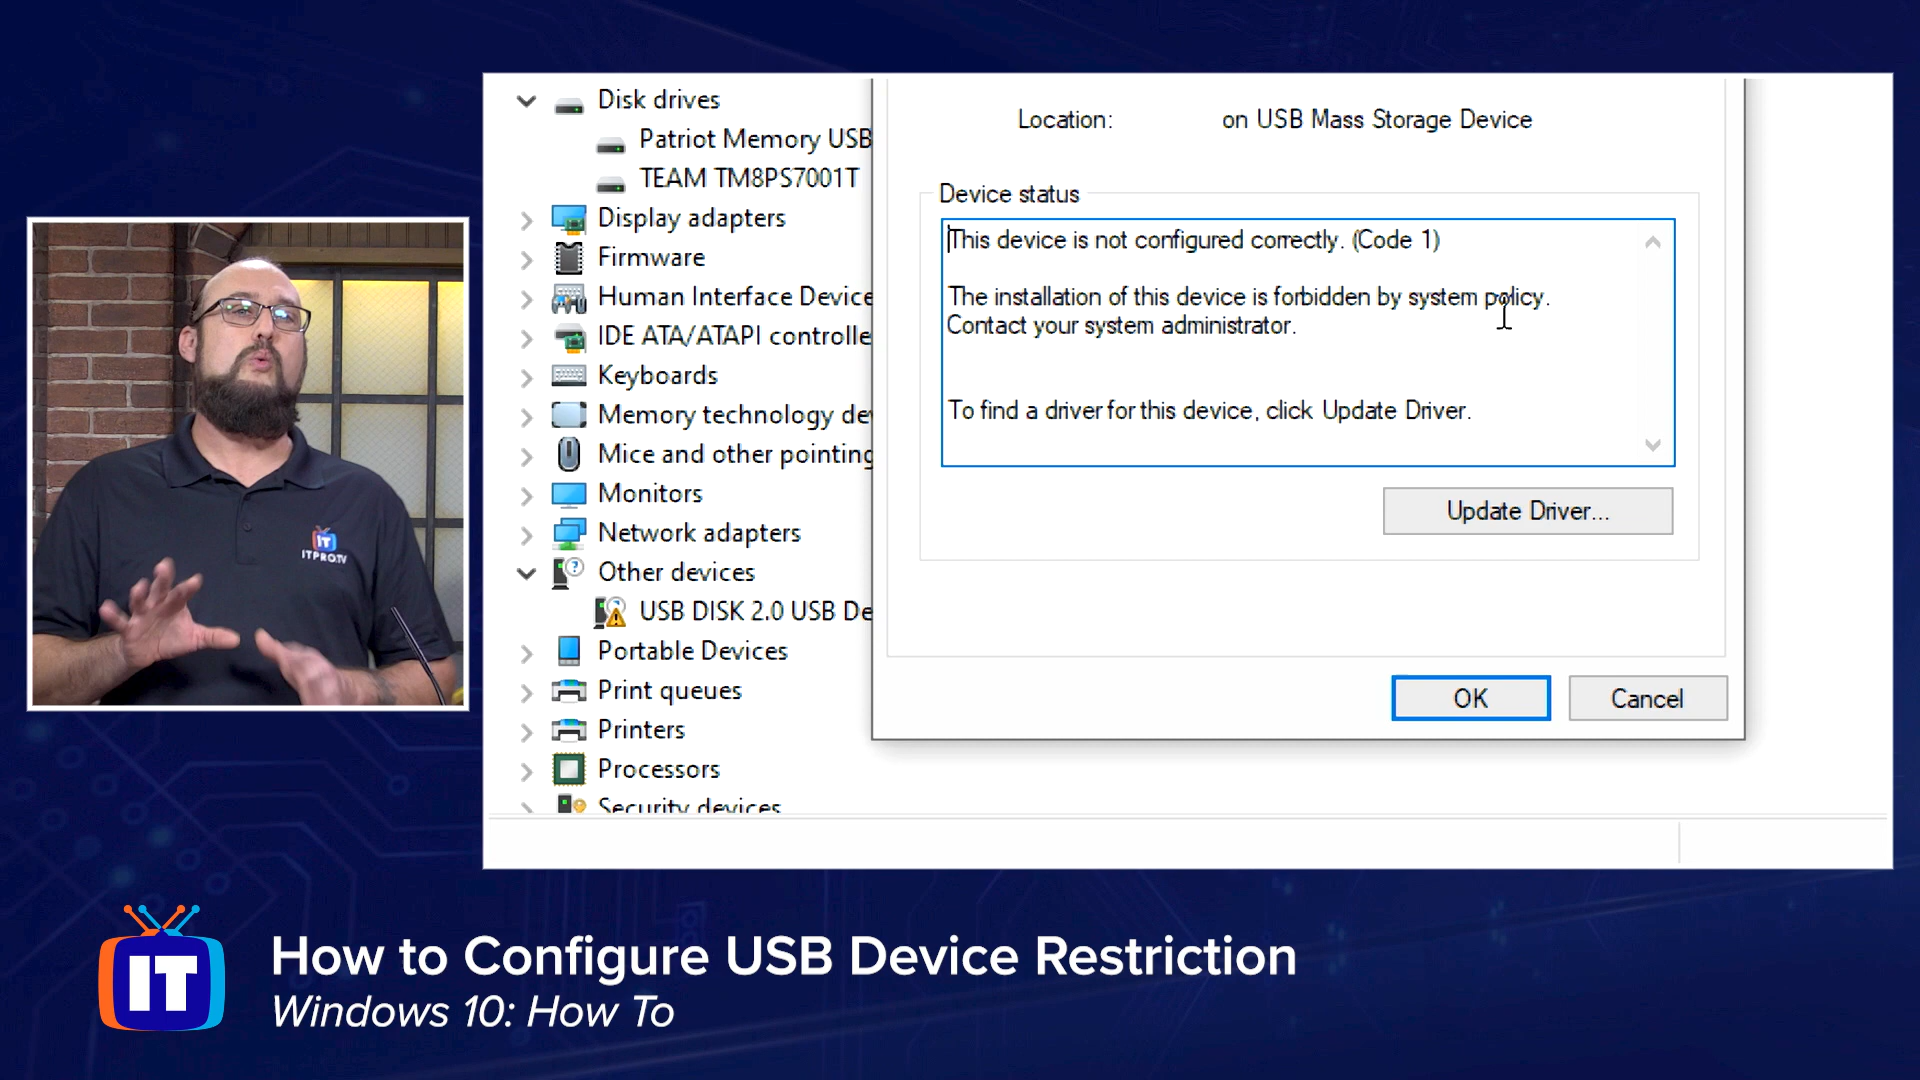 Disk drives
Patriot Memory USB
TEAM TM8PS7001T
Display adapters
Firmware
Human Interface Device
IDE ATA/ATAPI controlle
Keyboards
Memory technology de
Mice and other pointing
Monitors
Network adapters
Other devices
USB DISK 2.0 USB De
Portable Devices
Print queues
Printers
Processors
Security devices
Location: on USB Mass Storage Device
Device status
This device is not configured correctly. (Code 1)
The installation of this device is forbidden by system policy.
Contact your system administrator.
To find a driver for this device, click Update Driver.
Update Driver...
OK
Cancel
IT
ITPRO.TV
IT
How to Configure USB Device Restriction
Windows 10: How To